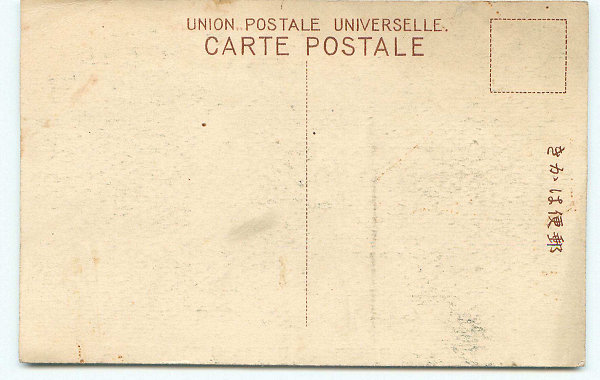 UNION POSTALE UNIVERSELLE.
CARTE POSTALE
きかは便郵